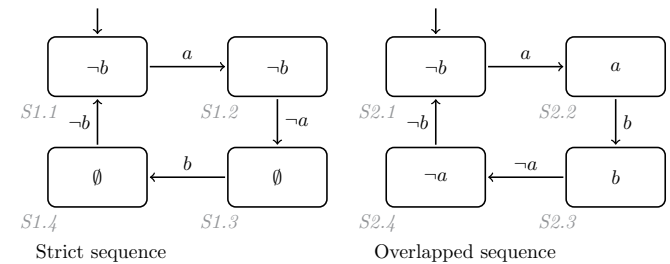 ¬b a ¬b ¬b a a
S1.1 ¬b S1.2 ¬a S2.1 ¬b S2.2 b
∅ b ∅ ¬a ¬a b
S1.4 S1.3 S2.4 S2.3
Strict sequence Overlapped sequence